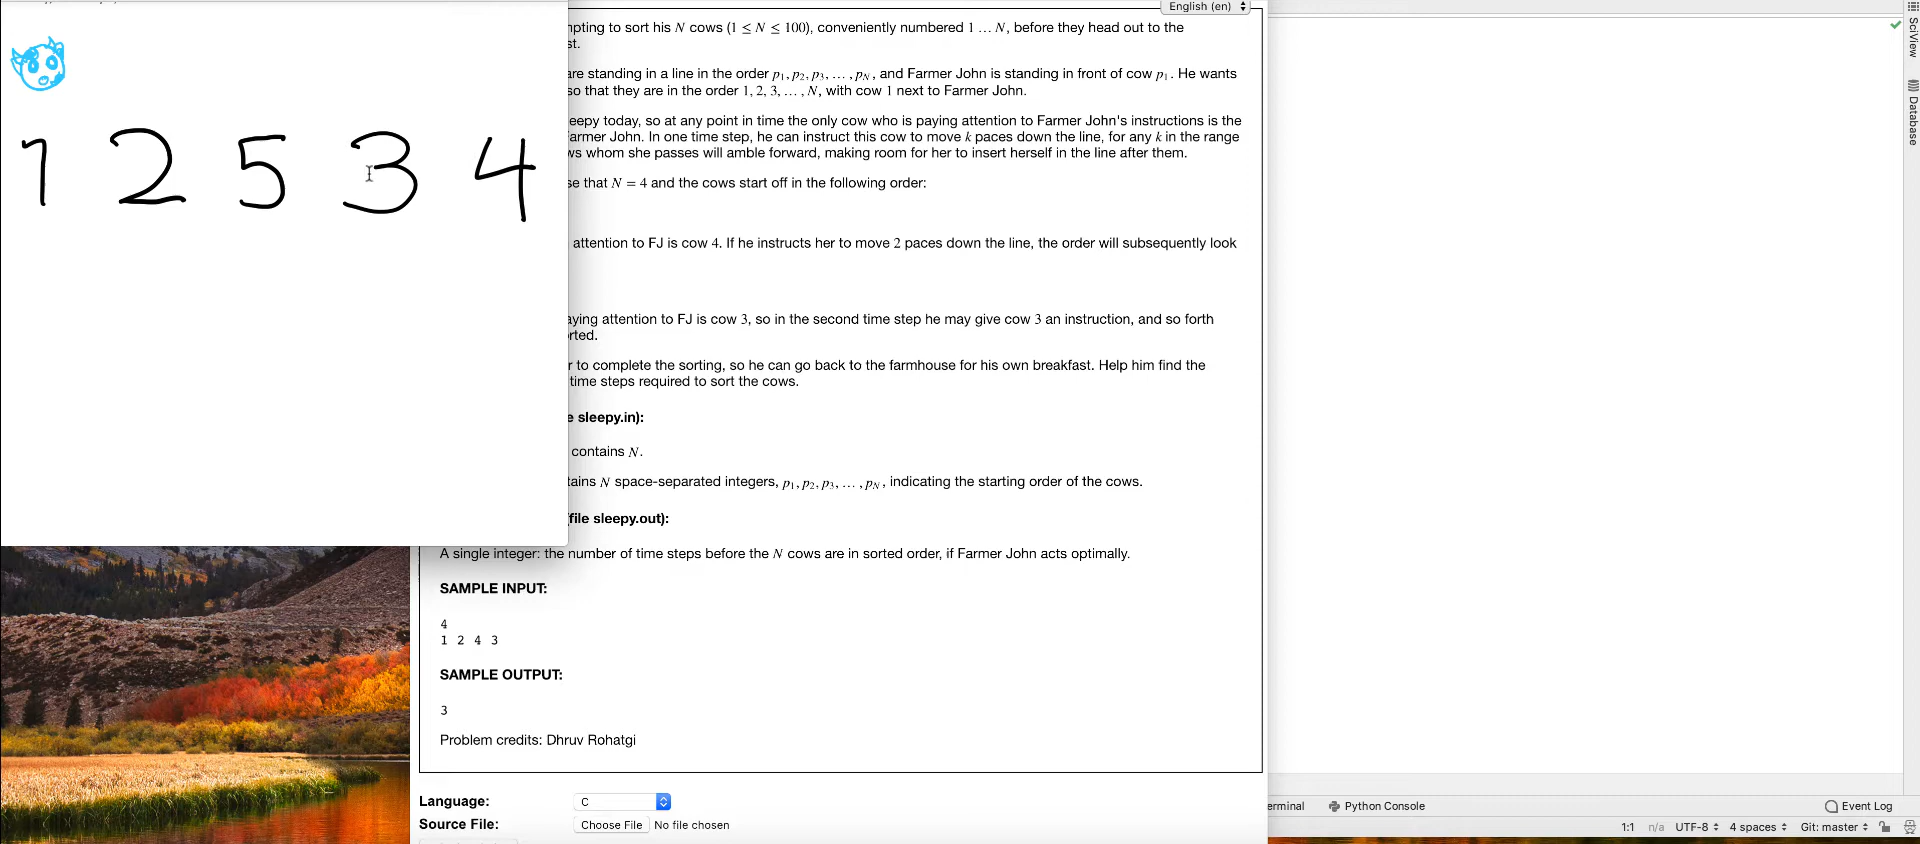 English (en)
npting to sort his N cows (1 ≤ N ≤ 100), conveniently numbered 1 … N, before they head out to the
st.
are standing in a line in the order p₁, p₂, p₃, … , p_N, and Farmer John is standing in front of cow p₁. He wants
so that they are in the order 1, 2, 3, … , N, with cow 1 next to Farmer John.
eepy today, so at any point in time the only cow who is paying attention to Farmer John's instructions is the
armer John. In one time step, he can instruct this cow to move k paces down the line, for any k in the range
ws whom she passes will amble forward, making room for her to insert herself in the line after them.
se that N = 4 and the cows start off in the following order:
attention to FJ is cow 4. If he instructs her to move 2 paces down the line, the order will subsequently look
aying attention to FJ is cow 3, so in the second time step he may give cow 3 an instruction, and so forth
rted.
r to complete the sorting, so he can go back to the farmhouse for his own breakfast. Help him find the
time steps required to sort the cows.
e sleepy.in):
contains N.
tains N space-separated integers, p₁, p₂, p₃, … , p_N, indicating the starting order of the cows.
(file sleepy.out):
A single integer: the number of time steps before the N cows are in sorted order, if Farmer John acts optimally.
SAMPLE INPUT:
4
1 2 4 3
SAMPLE OUTPUT:
3
Problem credits: Dhruv Rohatgi
Language: C
Source File: Choose File No file chosen
1 2 5 3 4
SciView
Database
erminal Python Console Event Log
1:1 n/a UTF-8 4 spaces Git: master